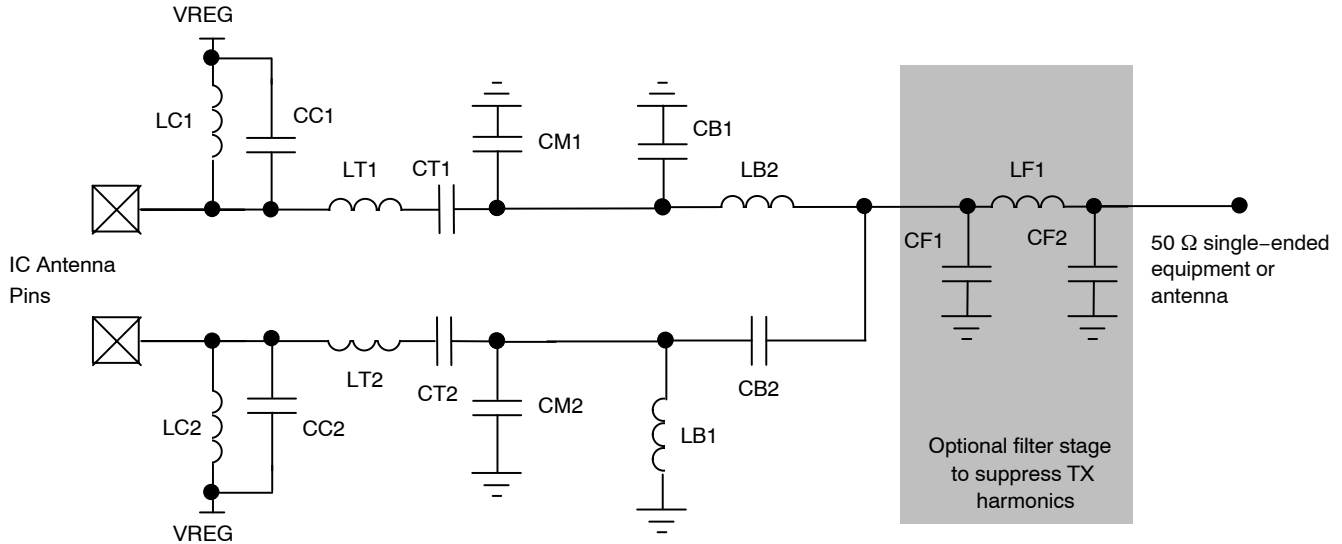 VREG
LC1
CC1
LT1
CT1
CM1
CB1
LB2
LF1
CF1
CF2
IC Antenna
Pins
50 Ω single−ended
equipment or
antenna
LT2
CT2
LC2
CC2
CM2
LB1
CB2
Optional filter stage
to suppress TX
harmonics
VREG